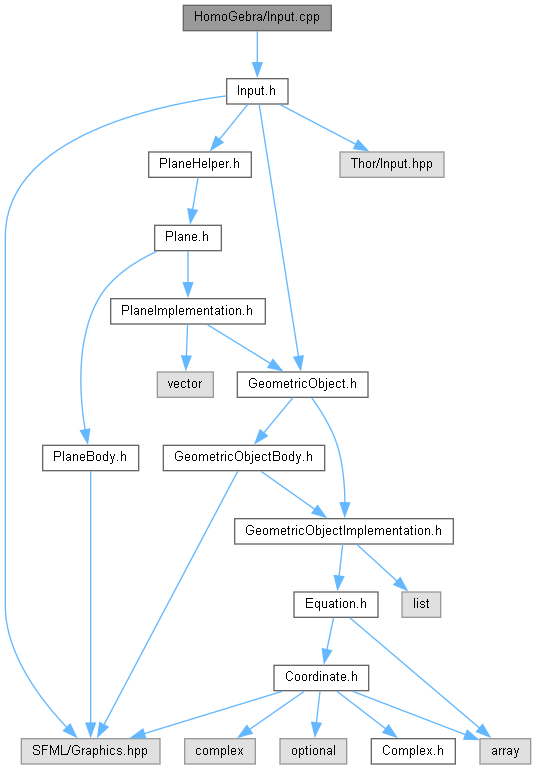 HomoGebra/Input.cpp
Input.h
PlaneHelper.h
Thor/Input.hpp
Plane.h
PlaneImplementation.h
vector
GeometricObject.h
PlaneBody.h
GeometricObjectBody.h
GeometricObjectImplementation.h
Equation.h
list
Coordinate.h
SFML/Graphics.hpp
complex
optional
Complex.h
array